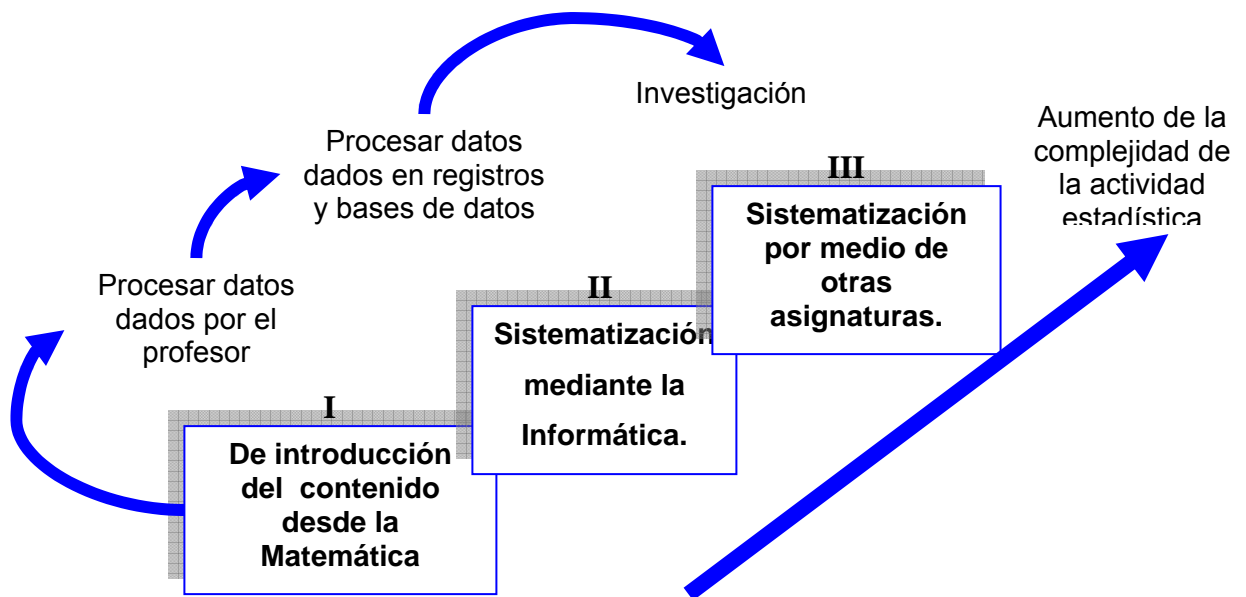 Investigación
Procesar datos
dados en registros
y bases de datos
Aumento de la
complejidad de
la actividad
estadística
Procesar datos
dados por el
profesor
III
Sistematización
por medio de
otras
asignaturas.
II
Sistematización
mediante la
Informática.
I
De introducción
del contenido
desde la
Matemática